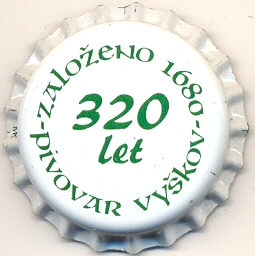 -ZALOŽENO 1680-
PIVOVAR VYŠKOV
320
let